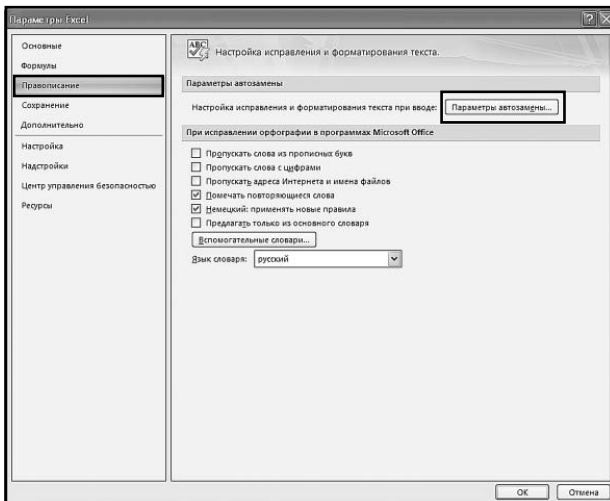 Параметры Excel
Основные
Формулы
Правописание
Сохранение
Дополнительно
Настройка
Надстройки
Центр управления безопасностью
Ресурсы
ABC
Настройка исправления и форматирования текста.
Параметры автозамены
Настройка исправления и форматирования текста при вводе: Параметры автозамены...
При исправлении орфографии в программах Microsoft Office
Пропускать слова из прописных букв
Пропускать слова с цифрами
Пропускать адреса Интернета и имена файлов
Помечать повторяющиеся слова
Немецкий: применять новые правила
Предлагать только из основного словаря
Вспомогательные словари...
Язык словаря: русский
ОК Отмена